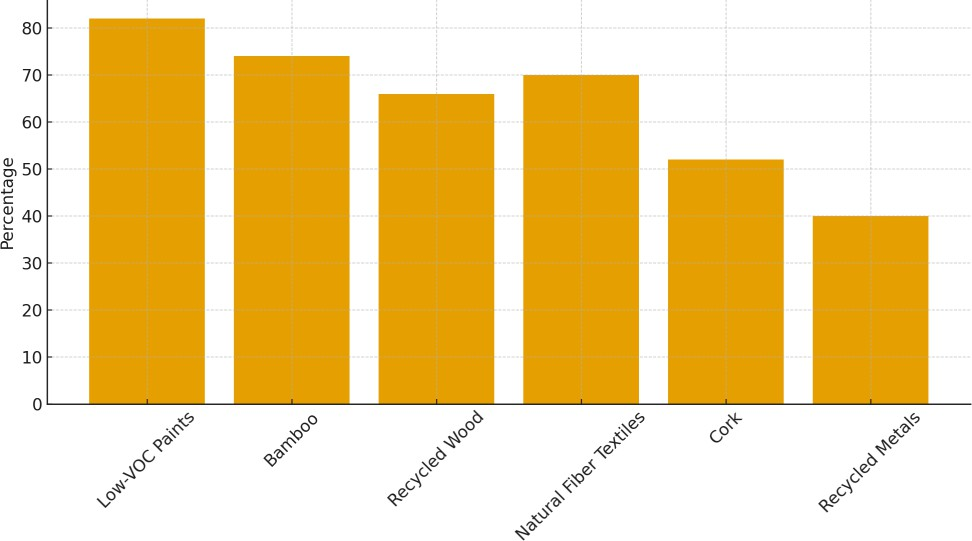 Percentage
80
70
60
50
40
30
20
10
0
Low-VOC Paints
Bamboo
Recycled Wood
Natural Fiber Textiles
Cork
Recycled Metals